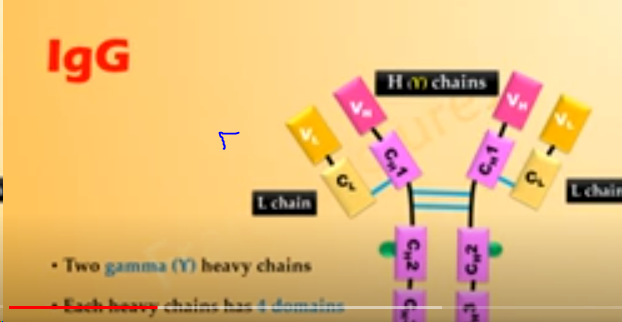 IgG
H (ϒ) chains
VL
VH
VH
VL
CL
CH1
CH1
CL
L chain
L chain
CH2
CH2
• Two gamma (ϒ) heavy chains
• Each heavy chains has 4 domains